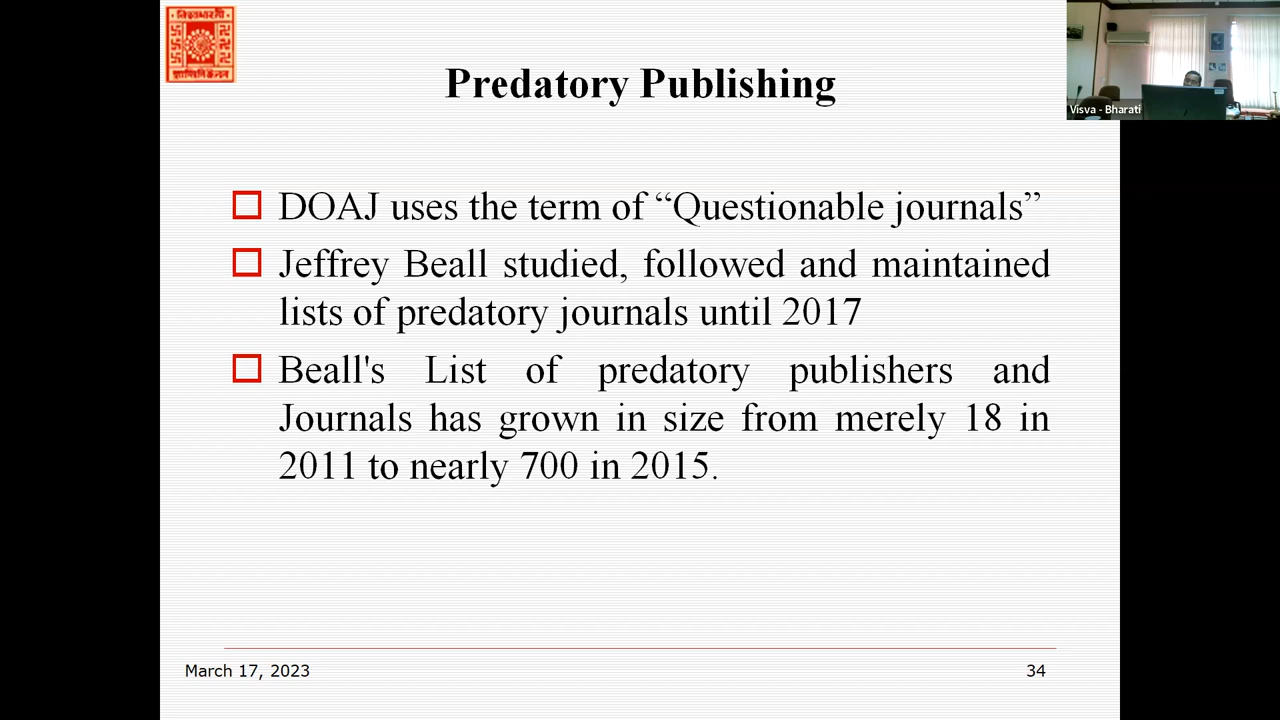 বিশ্বভারতী
Predatory Publishing
Visva - Bharati
DOAJ uses the term of “Questionable journals”
Jeffrey Beall studied, followed and maintained
lists of predatory journals until 2017
Beall's List of predatory publishers and
Journals has grown in size from merely 18 in
2011 to nearly 700 in 2015.
March 17, 2023
34